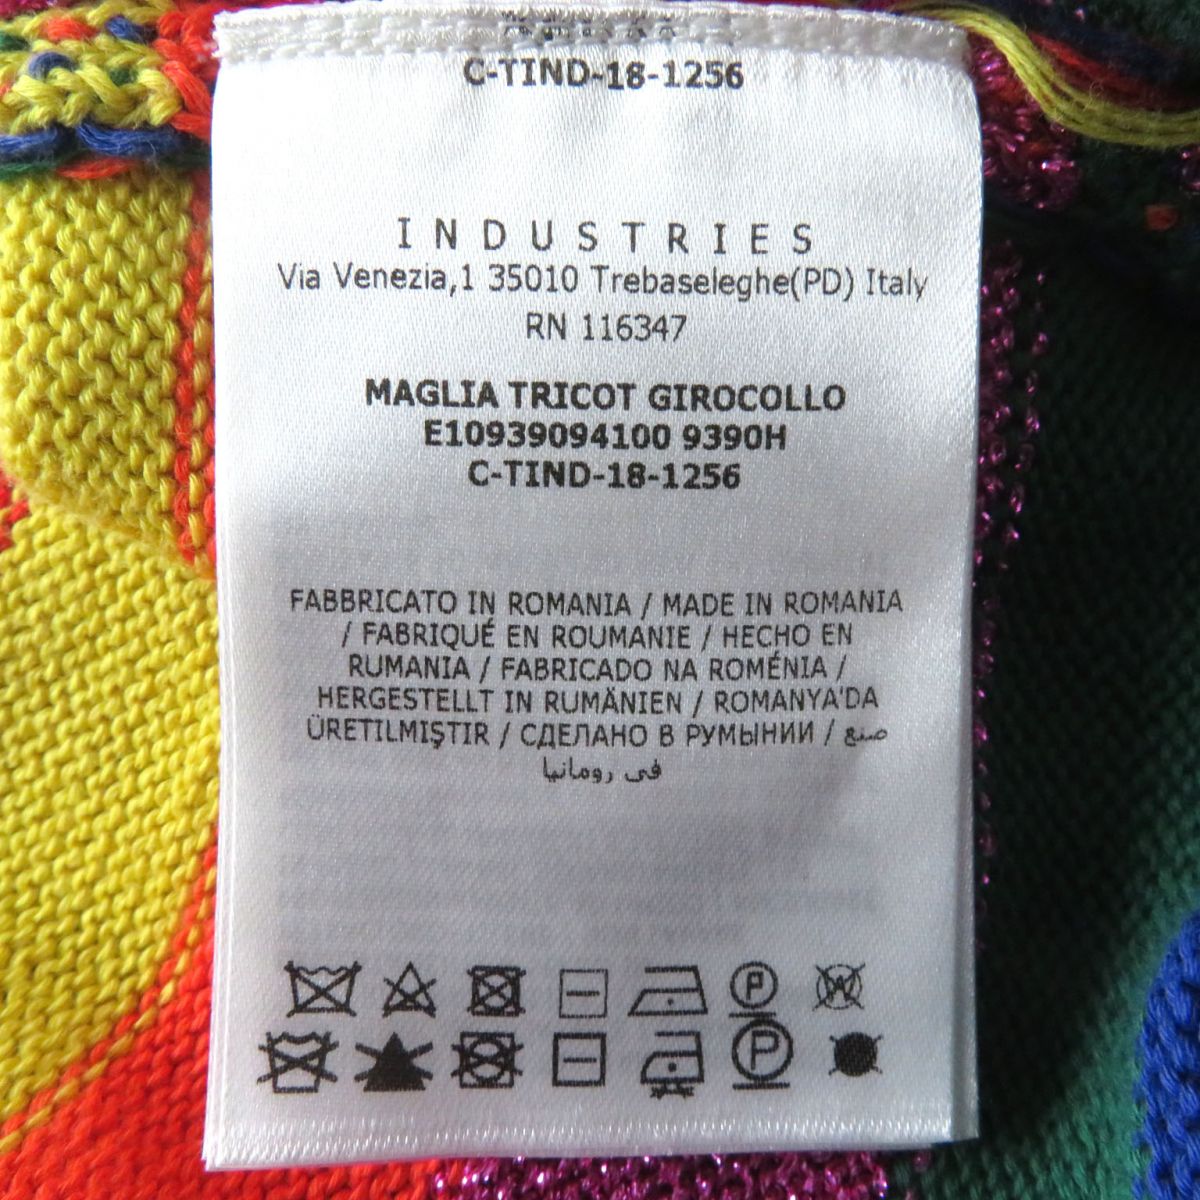 C-TIND-18-1256
INDUSTRIES
Via Venezia,1 35010 Trebaseleghe(PD) Italy
RN 116347
MAGLIA TRICOT GIROCOLLO
E10939094100 9390H
C-TIND-18-1256
FABBRICATO IN ROMANIA / MADE IN ROMANIA
/ FABRIQUÉ EN ROUMANIE / HECHO EN
RUMANIA / FABRICADO NA ROMÉNIA /
HERGESTELLT IN RUMÄNIEN / ROMANYA'DA
ÜRETILMIŞTIR / СДЕЛАНО В РУМЫНИИ / صنع
في رومانيا
P W
P